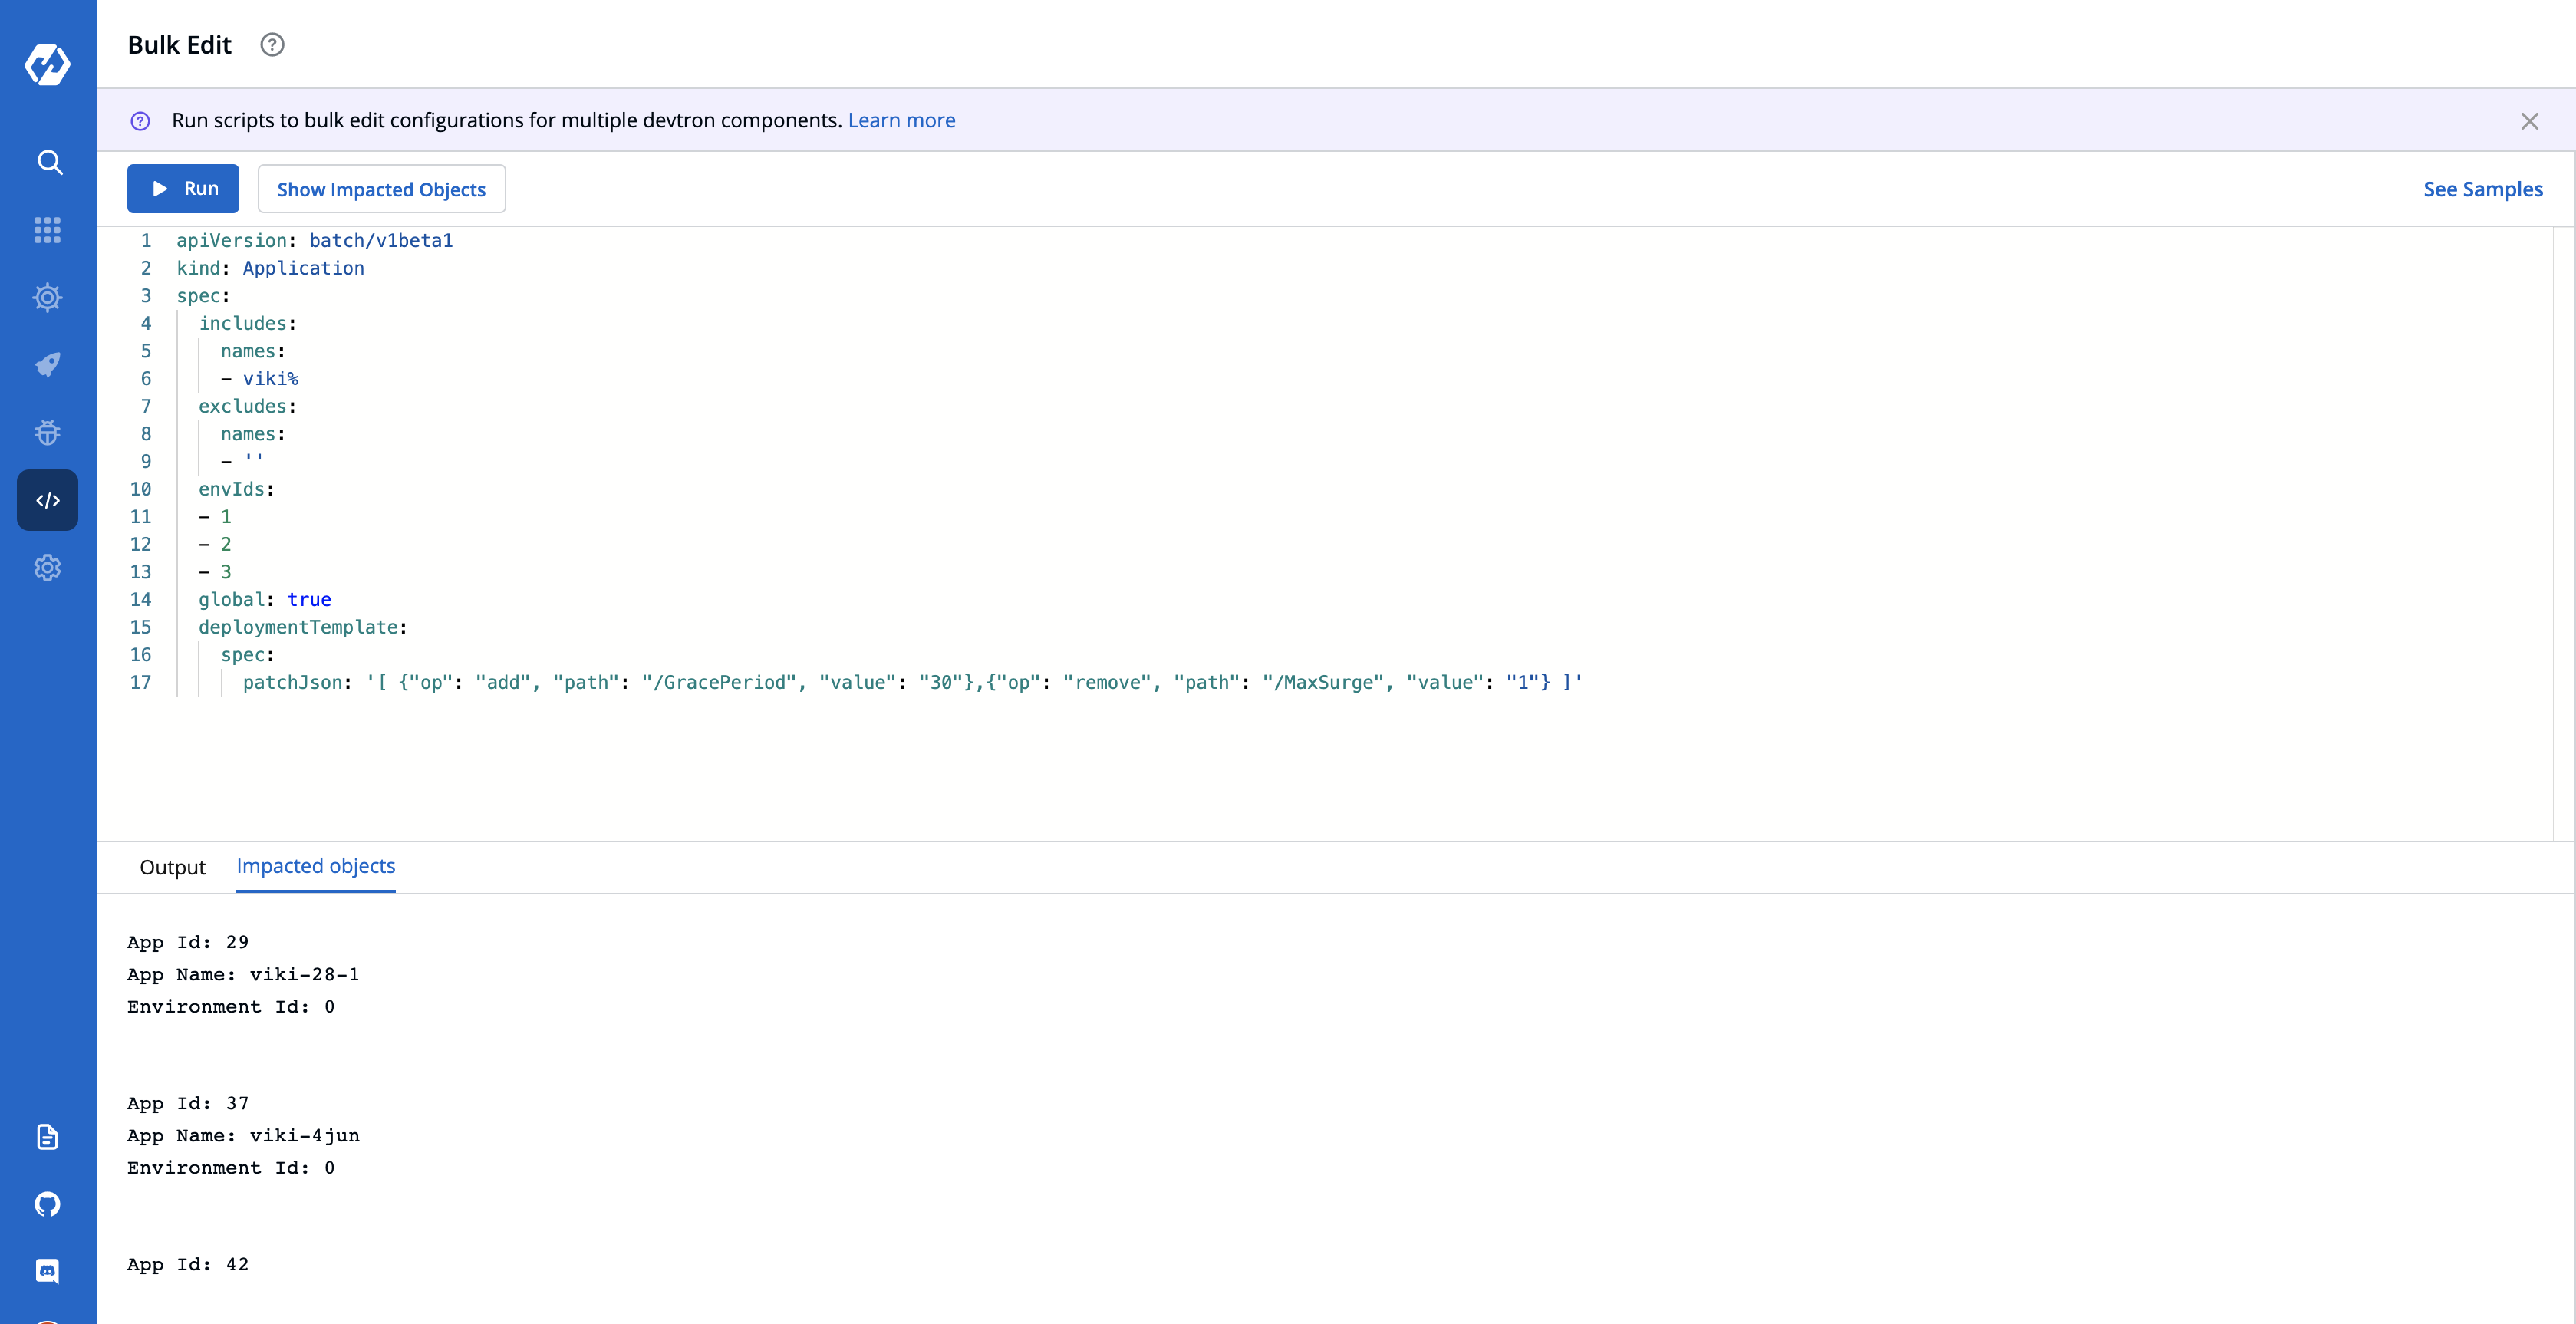 Bulk Edit
Run scripts to bulk edit configurations for multiple devtron components. Learn more
Run Show Impacted Objects See Samples
1 apiVersion: batch/v1beta1
2 kind: Application
3 spec:
4 includes:
5 names:
6 - viki%
7 excludes:
8 names:
9 - ''
10 envIds:
11 - 1
12 - 2
13 - 3
14 global: true
15 deploymentTemplate:
16 spec:
17 patchJson: '[ {"op": "add", "path": "/GracePeriod", "value": "30"},{"op": "remove", "path": "/MaxSurge", "value": "1"} ]'
Output Impacted objects
App Id: 29
App Name: viki-28-1
Environment Id: 0
App Id: 37
App Name: viki-4jun
Environment Id: 0
App Id: 42